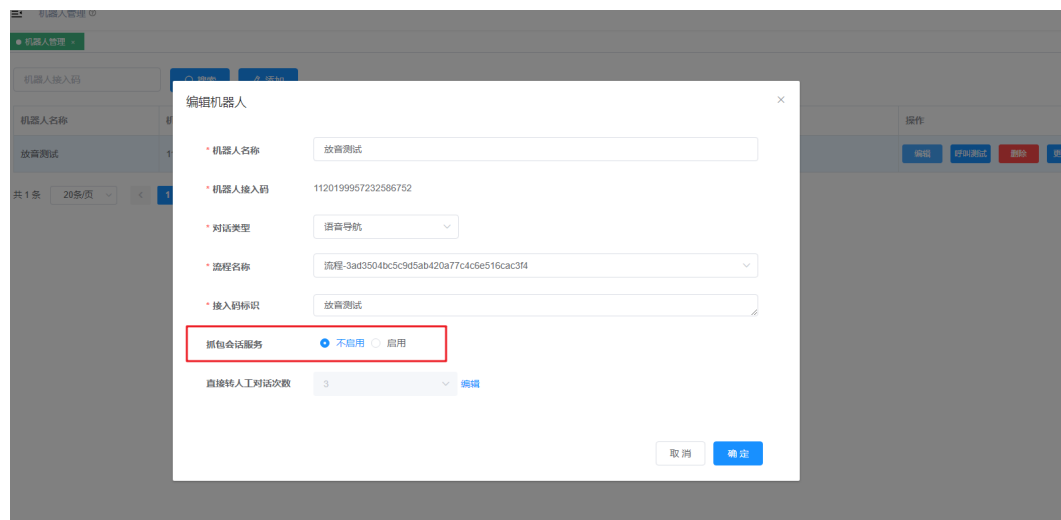 机器人管理
机器人管理 ×
机器人接入码
搜索 添加
机器人名称
操作
放音测试
编辑 呼叫测试 删除
共 1 条 20条/页 1
编辑机器人
* 机器人名称 放音测试
* 机器人接入码 1120199957232586752
* 对话类型 语音导航
* 流程名称 流程-3ad3504bc5c9d5ab420a77c4c6e516cac3f4
* 接入码标识 放音测试
抓包会话服务 不启用 启用
直接转人工对话次数 3 编辑
取 消 确 定